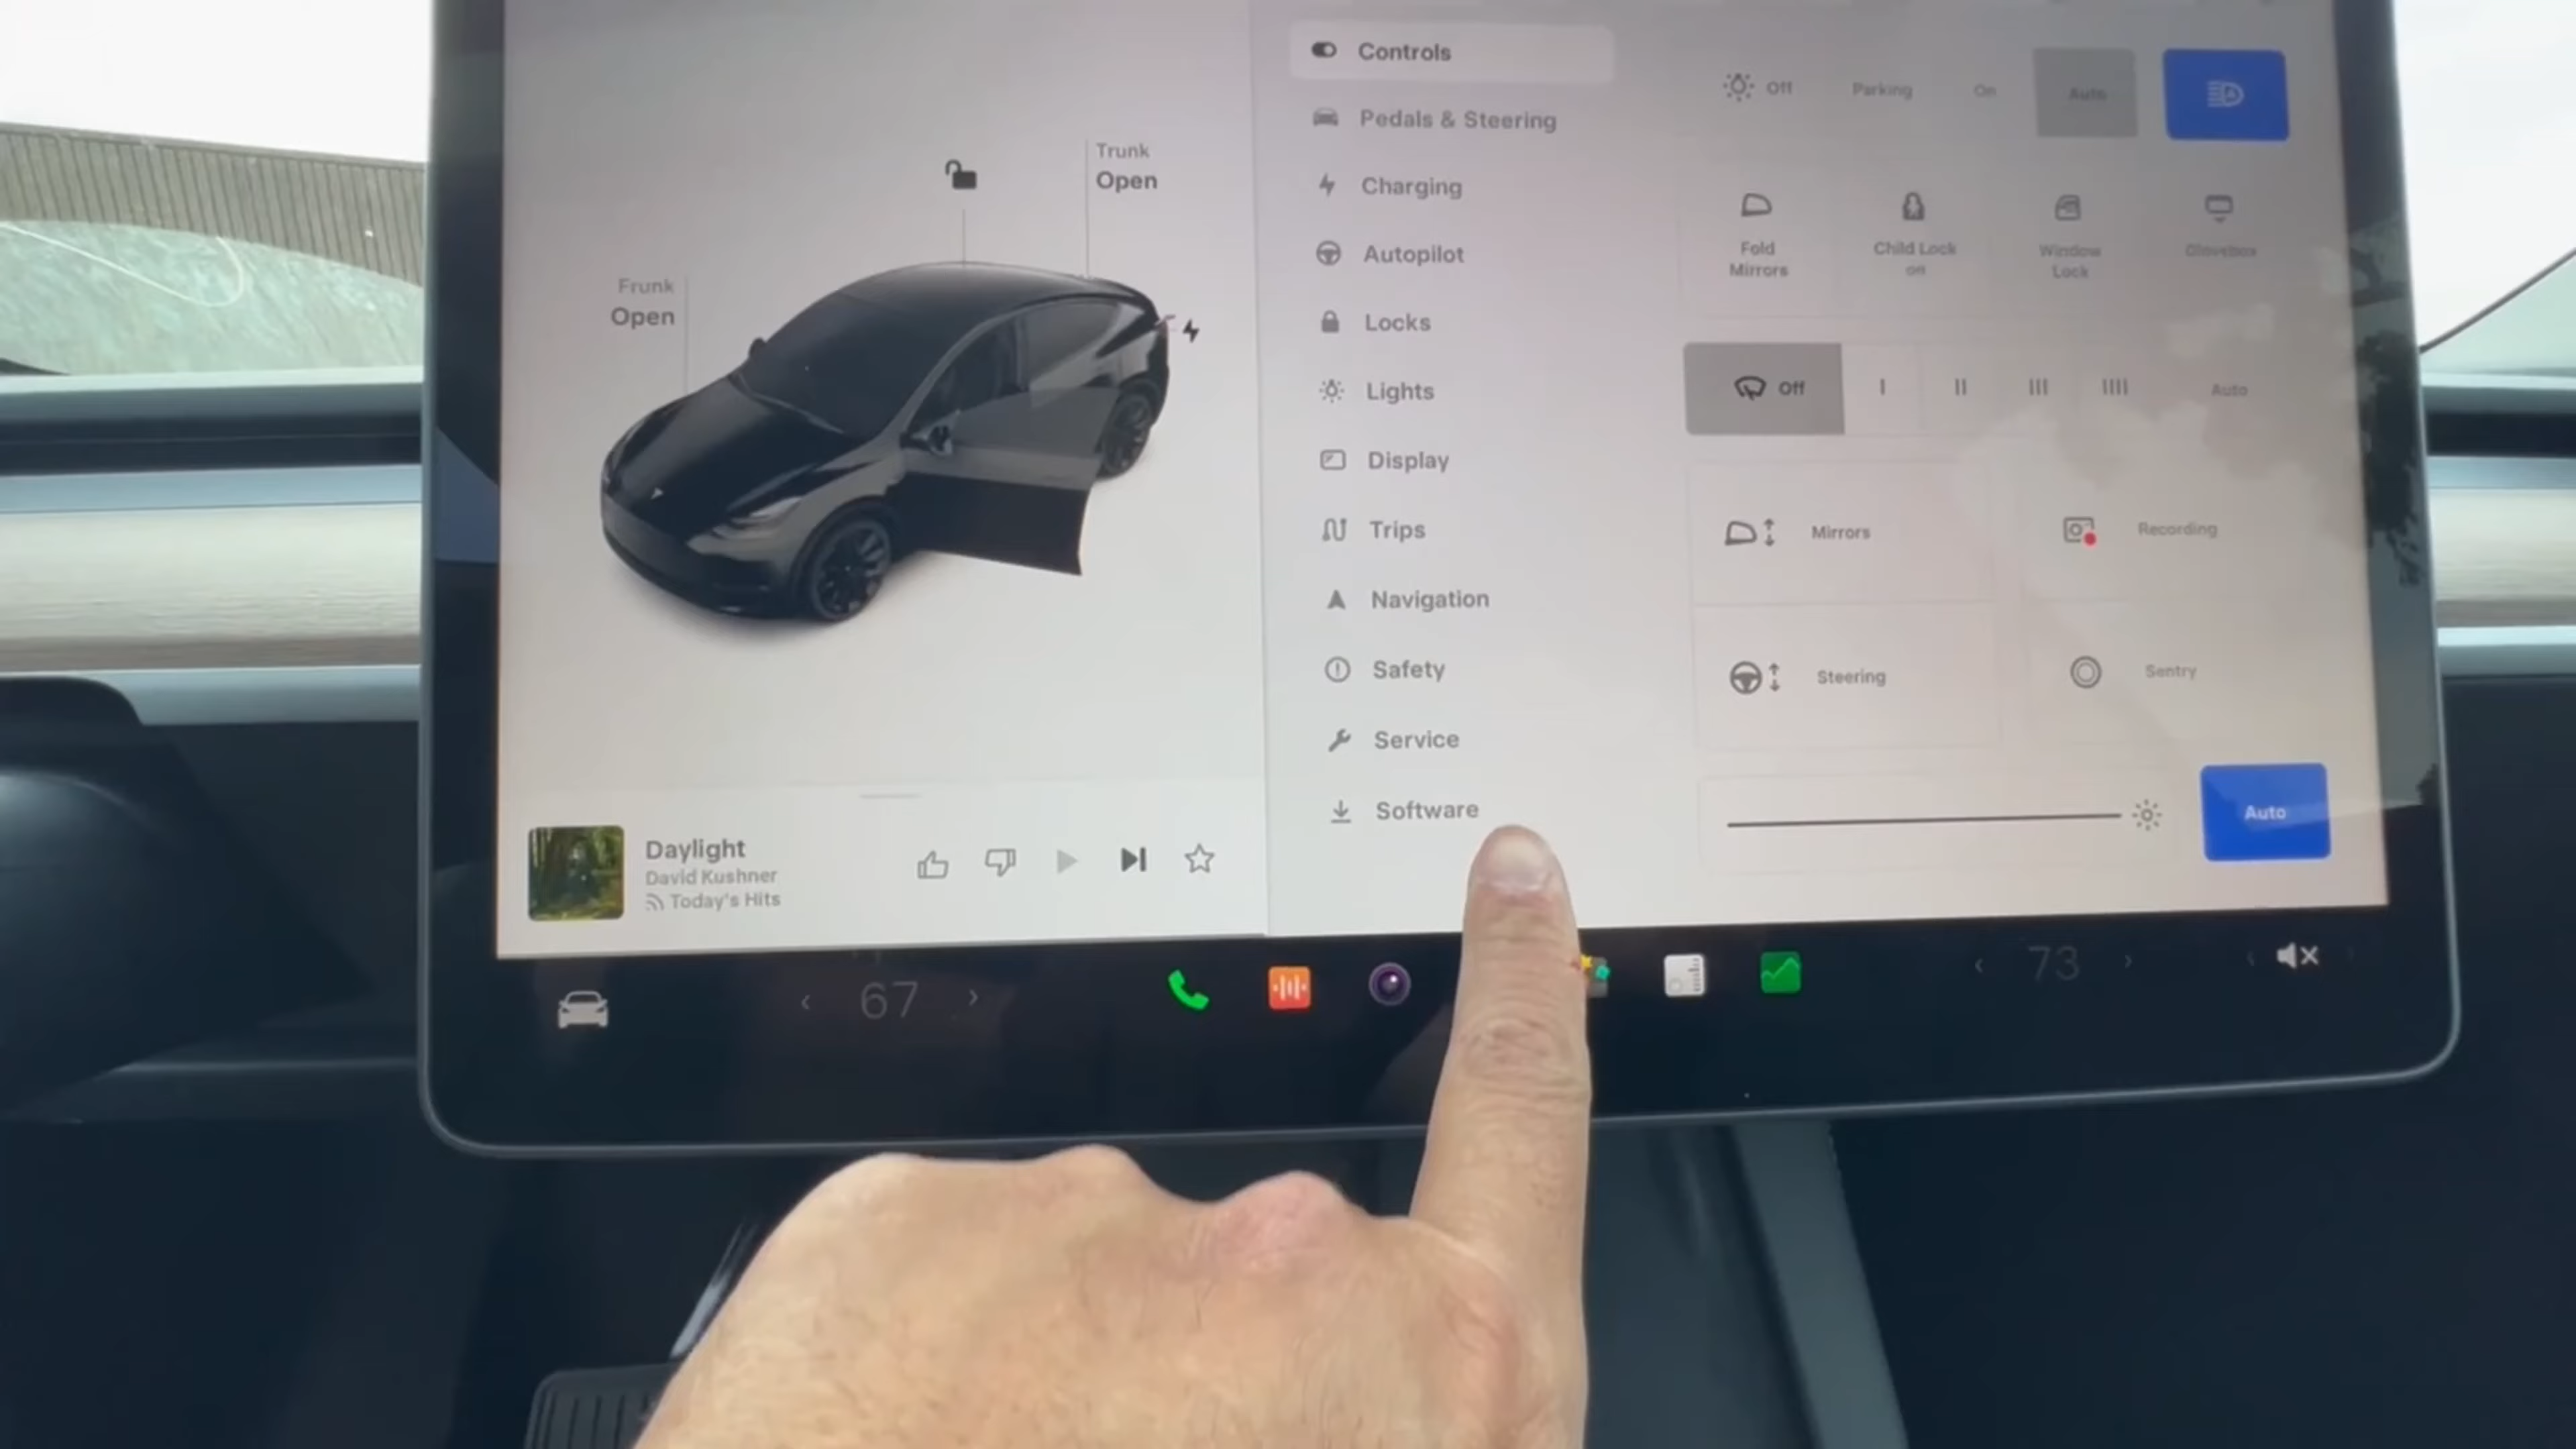 Trunk
Open
Frunk
Open
Controls
Pedals & Steering
Charging
Autopilot
Locks
Lights
Display
Trips
Navigation
Safety
Service
Software
Off
Parking
On
Auto
Fold
Mirrors
Child Lock
Off
Window
Lock
Glovebox
Off
I
II
III
IIII
Auto
Mirrors
Recording
Steering
Sentry
Auto
Daylight
David Kushner
Today's Hits
67
73